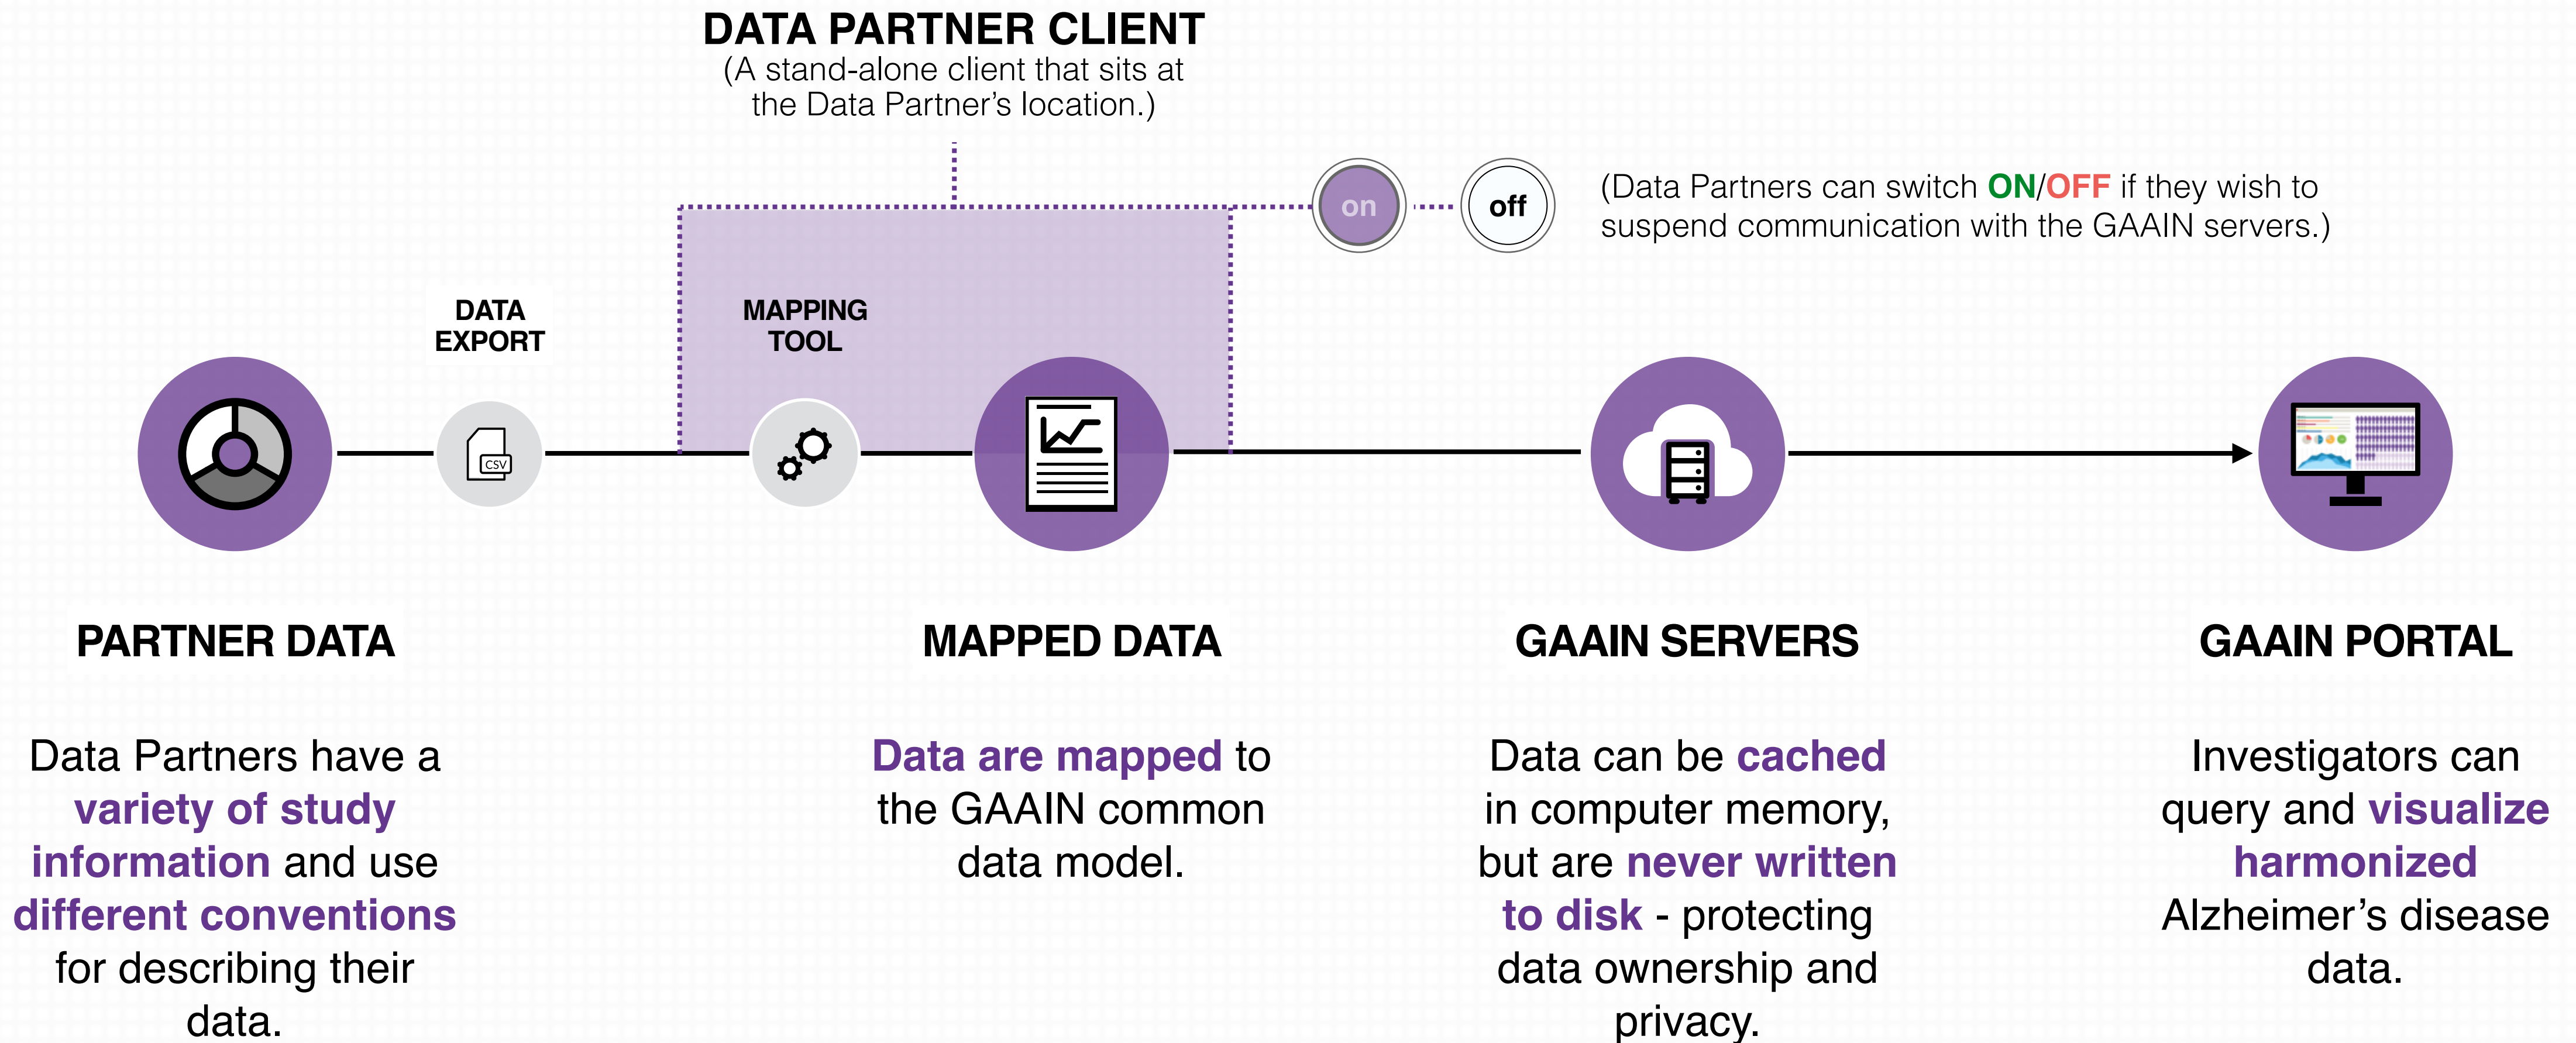 DATA PARTNER CLIENT
(A stand-alone client that sits at
the Data Partner’s location.)
on
off
(Data Partners can switch ON/OFF if they wish to
suspend communication with the GAAIN servers.)
DATA
EXPORT
MAPPING
TOOL
CSV
PARTNER DATA
MAPPED DATA
GAAIN SERVERS
GAAIN PORTAL
Data Partners have a
variety of study
information and use
different conventions
for describing their
data.
Data are mapped to
the GAAIN common
data model.
Data can be cached
in computer memory,
but are never written
to disk - protecting
data ownership and
privacy.
Investigators can
query and visualize
harmonized
Alzheimer’s disease
data.